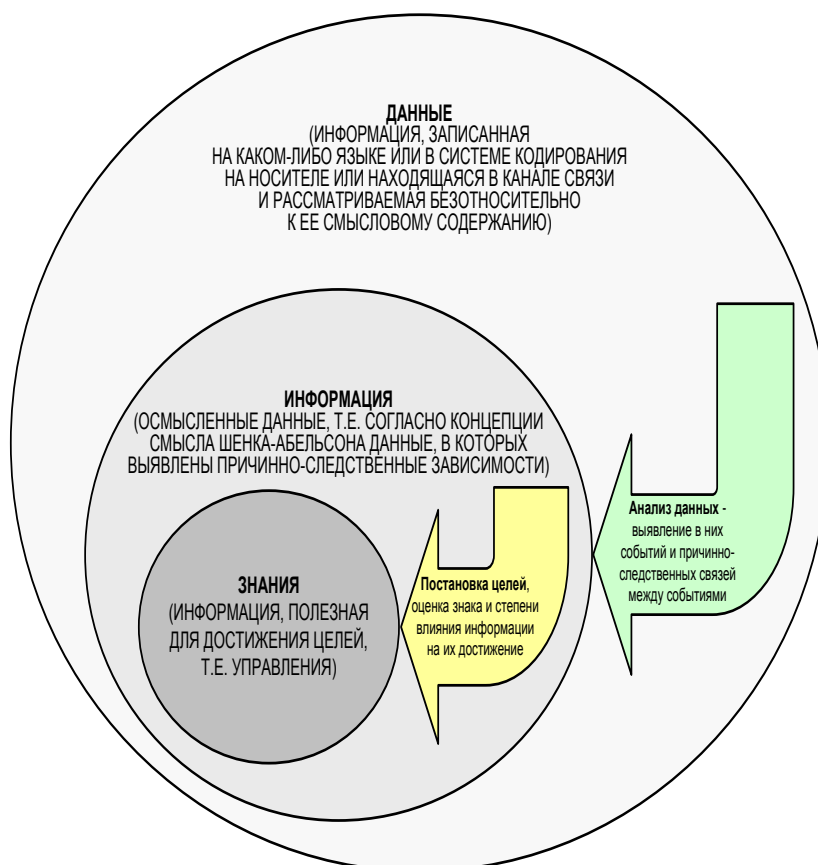 ДАННЫЕ
(ИНФОРМАЦИЯ, ЗАПИСАННАЯ
НА КАКОМ-ЛИБО ЯЗЫКЕ ИЛИ В СИСТЕМЕ КОДИРОВАНИЯ
НА НОСИТЕЛЕ ИЛИ НАХОДЯЩАЯСЯ В КАНАЛЕ СВЯЗИ
И РАССМАТРИВАЕМАЯ БЕЗОТНОСИТЕЛЬНО
К ЕЕ СМЫСЛОВОМУ СОДЕРЖАНИЮ)
ИНФОРМАЦИЯ
(ОСМЫСЛЕННЫЕ ДАННЫЕ, Т.Е. СОГЛАСНО КОНЦЕПЦИИ
СМЫСЛА ШЕНКА-АБЕЛЬСОНА ДАННЫЕ, В КОТОРЫХ
ВЫЯВЛЕНЫ ПРИЧИННО-СЛЕДСТВЕННЫЕ ЗАВИСИМОСТИ)
Анализ данных -
выявление в них
событий и причинно-
следственных связей
между событиями
Постановка целей,
оценка знака и степени
влияния информации
на их достижение
ЗНАНИЯ
(ИНФОРМАЦИЯ, ПОЛЕЗНАЯ
ДЛЯ ДОСТИЖЕНИЯ ЦЕЛЕЙ,
Т.Е. УПРАВЛЕНИЯ)